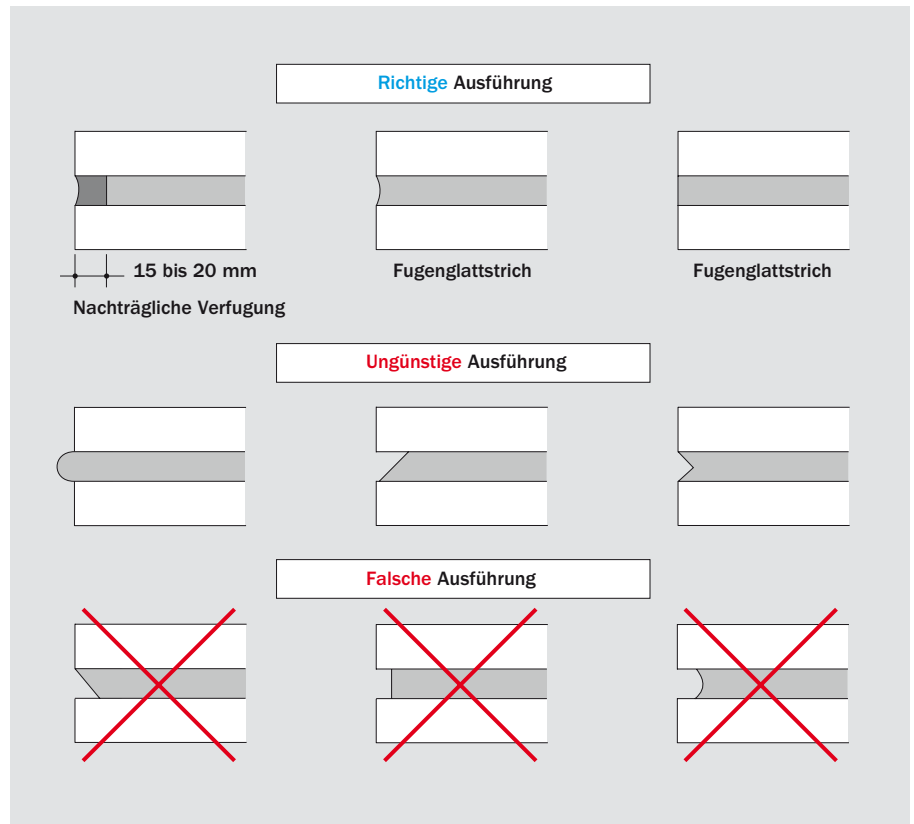 Richtige Ausführung
15 bis 20 mm
Nachträgliche Verfugung
Fugenglattstrich
Fugenglattstrich
Ungünstige Ausführung
Falsche Ausführung